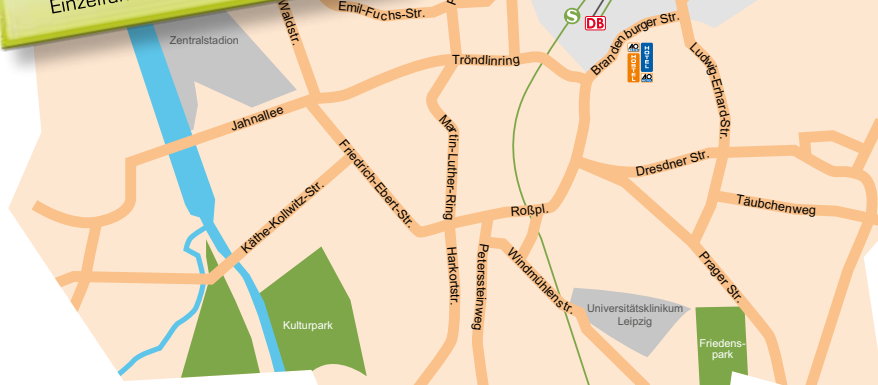 Waldstr.
Emil-Fuchs-Str.
S
DB
Brandenburger Str.
Zentralstadion
Tröndlinring
AO
HOTEL
HOSTEL
AO
Ludwig-Erhard-Str.
Jahnallee
Martin-Luther-Ring
Friedrich-Ebert-Str.
Dresdner Str.
Käthe-Kollwitz-Str.
Roßpl.
Täubchenweg
Harkortstr.
Peterssteinweg
Windmühlenstr.
Prager Str.
Universitätsklinikum
Leipzig
Kulturpark
Friedens-
park